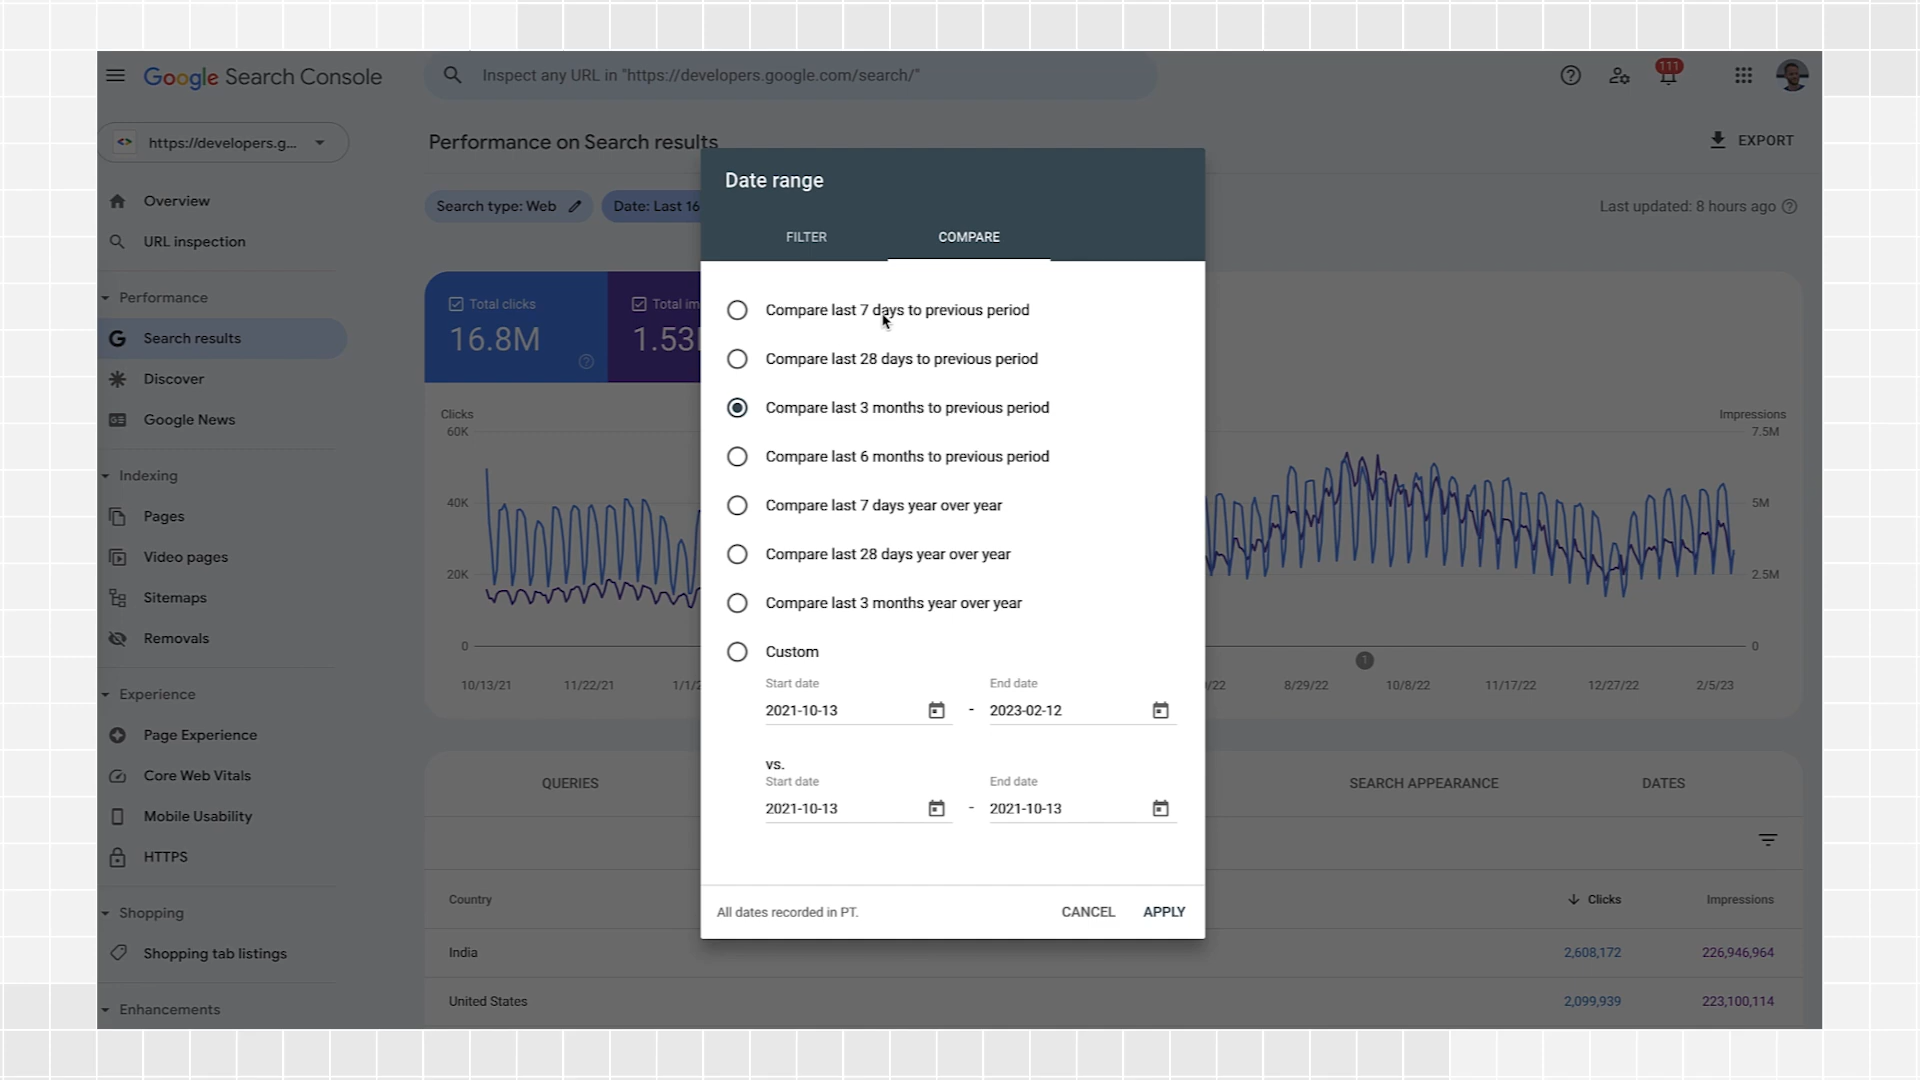 Google Search Console
Inspect any URL in "https://developers.google.com/search/"
111
https://developers.g...
Performance on Search results
EXPORT
Search type: Web
Date: Last 16
Last updated: 8 hours ago
Overview
URL inspection
Performance
Search results
Discover
Google News
Indexing
Pages
Video pages
Sitemaps
Removals
Experience
Page Experience
Core Web Vitals
Mobile Usability
HTTPS
Shopping
Shopping tab listings
Enhancements
Total clicks
16.8M
Total im
1.53
Clicks
60K
40K
20K
0
Impressions
7.5M
5M
2.5M
0
1
10/13/21
11/22/21
1/1/2
/22
8/29/22
10/8/22
11/17/22
12/27/22
2/5/23
Date range
FILTER
COMPARE
Compare last 7 days to previous period
Compare last 28 days to previous period
Compare last 3 months to previous period
Compare last 6 months to previous period
Compare last 7 days year over year
Compare last 28 days year over year
Compare last 3 months year over year
Custom
Start date
End date
2021-10-13 - 2023-02-12
vs.
Start date
End date
2021-10-13 - 2021-10-13
All dates recorded in PT.
CANCEL
APPLY
QUERIES
SEARCH APPEARANCE
DATES
Country
Clicks
Impressions
India
2,608,172
226,946,964
United States
2,099,939
223,100,114